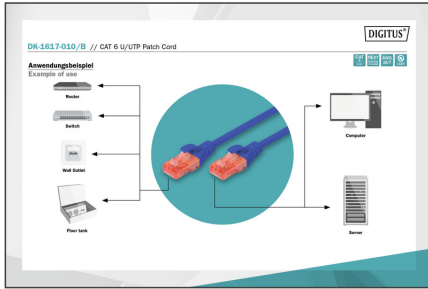 DIGITUS®
DK-1617-010/B // CAT 6 U/UTP Patch Cord
Anwendungsbeispiel
Example of use
Router
Switch
Wall Outlet
Floor tank
Computer
Server